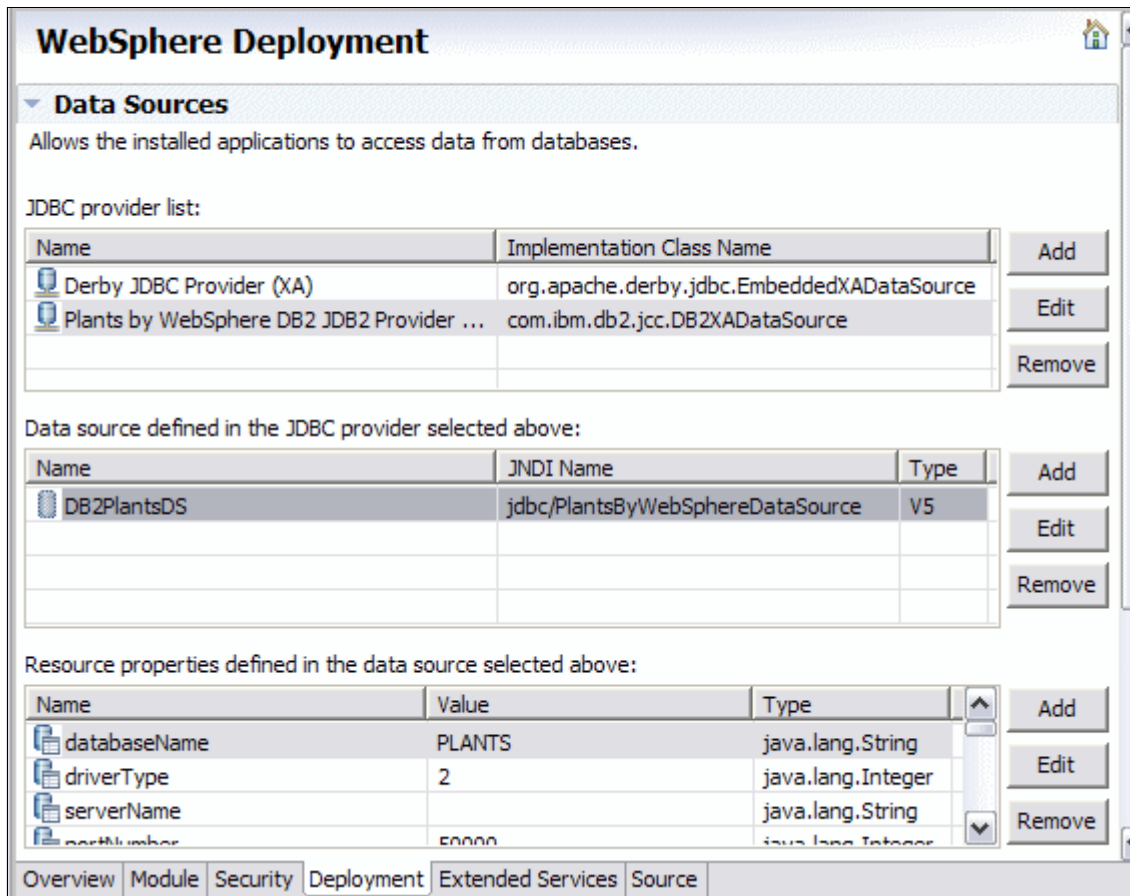 WebSphere Deployment
Data Sources
Allows the installed applications to access data from databases.
JDBC provider list:
Name Implementation Class Name
Add
Derby JDBC Provider (XA) org.apache.derby.jdbc.EmbeddedXADataSource
Edit
Plants by WebSphere DB2 JDB2 Provider ... com.ibm.db2.jcc.DB2XADataSource
Remove
Data source defined in the JDBC provider selected above:
Name JNDI Name Type
Add
DB2PlantsDS jdbc/PlantsByWebSphereDataSource V5
Edit
Remove
Resource properties defined in the data source selected above:
Name Value Type
Add
databaseName PLANTS java.lang.String
Edit
driverType 2 java.lang.Integer
serverName java.lang.String
Remove
portNumber 50000 java.lang.Integer
Overview Module Security Deployment Extended Services Source